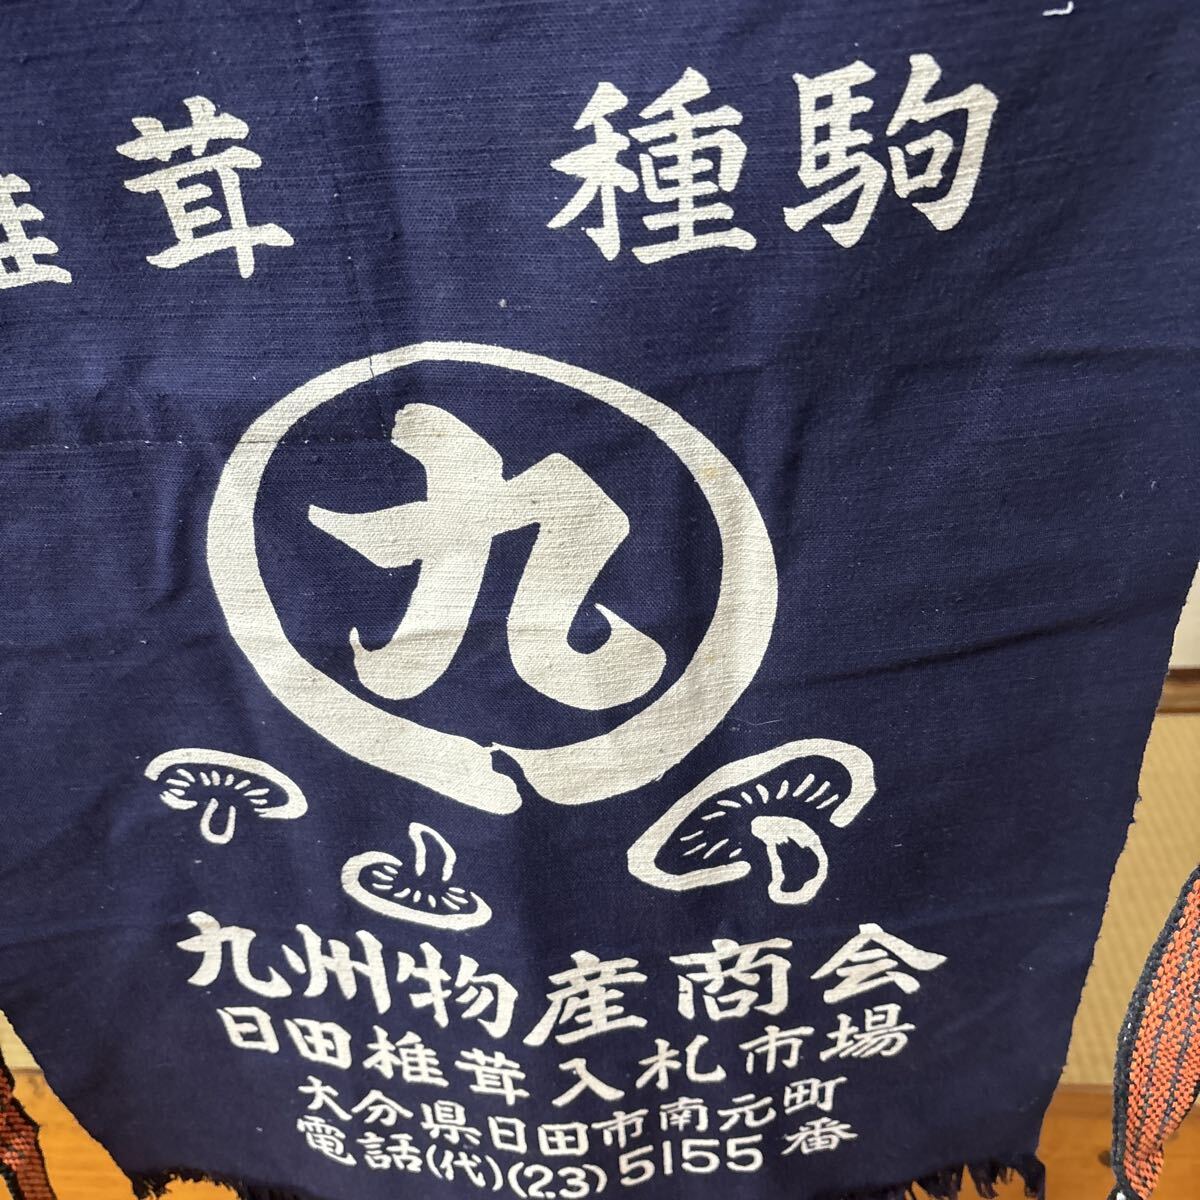 椎茸 種駒
九
九州物産商会
日田椎茸入札市場
大分県日田市南元町
電話(代)(23)5155番